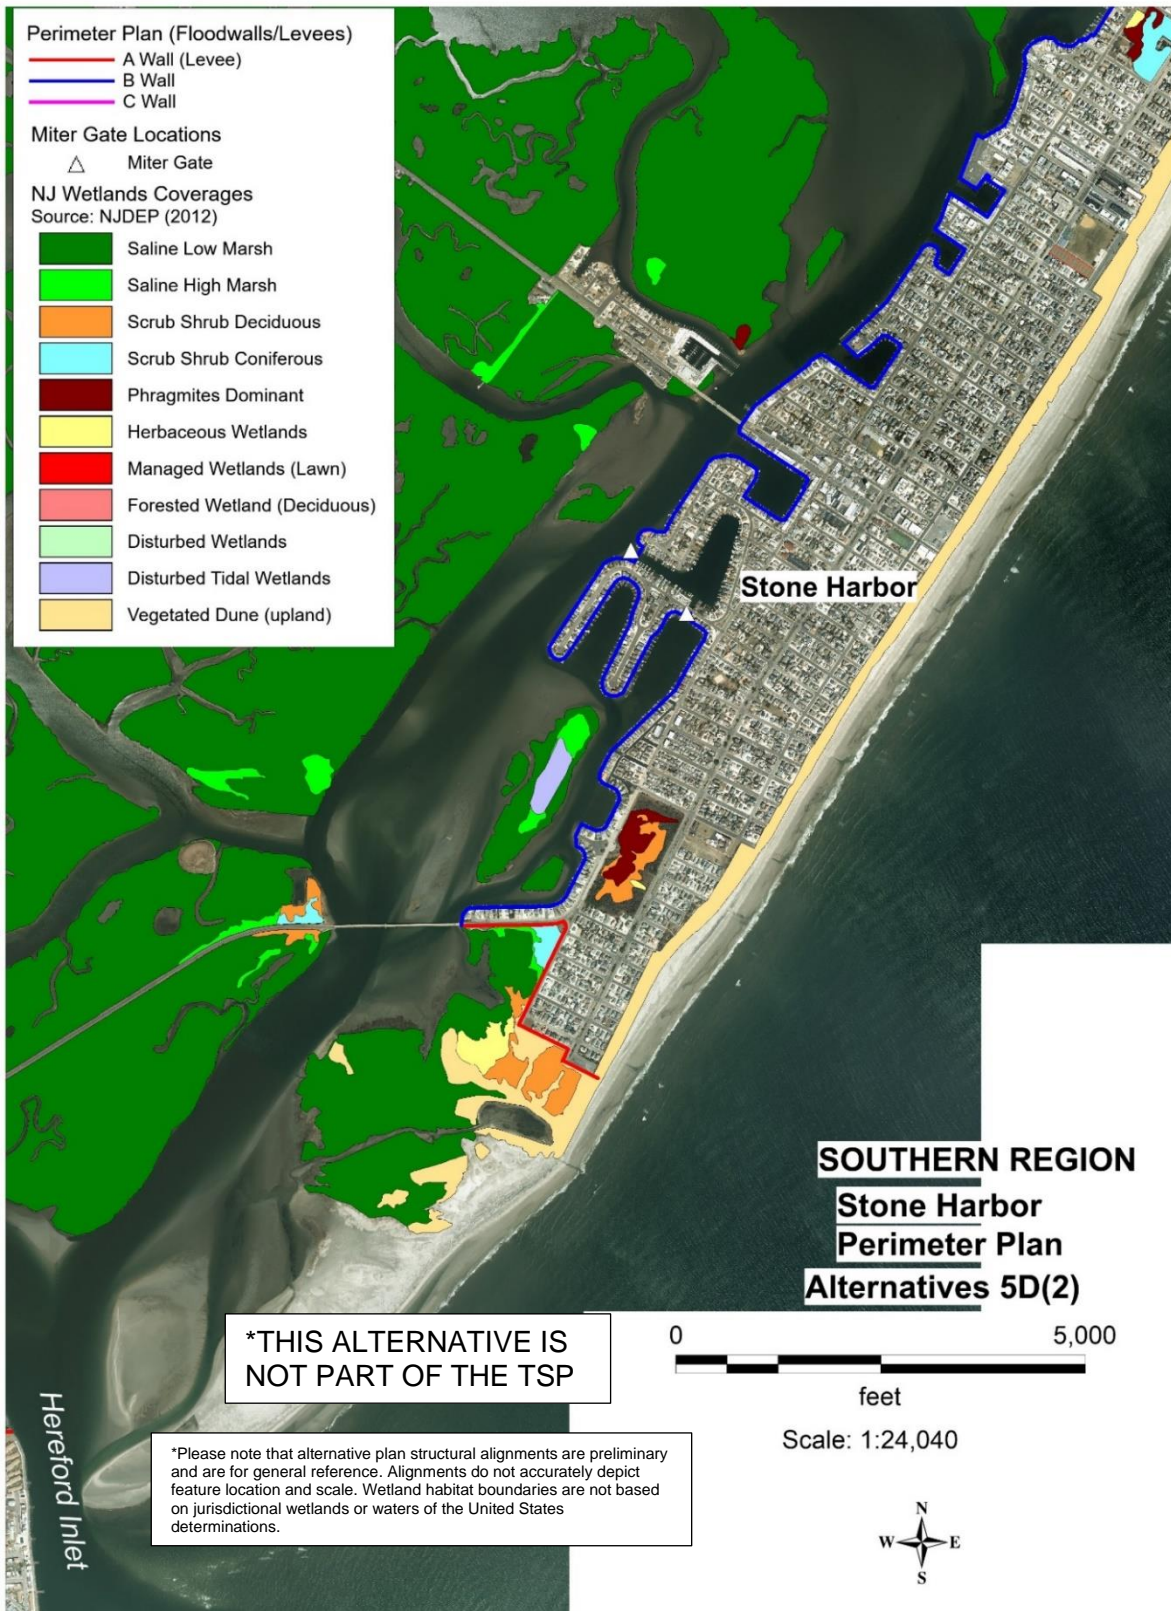 Perimeter Plan (Floodwalls/Levees)
A Wall (Levee)
B Wall
C Wall
Miter Gate Locations
Miter Gate
NJ Wetlands Coverages
Source: NJDEP (2012)
Saline Low Marsh
Saline High Marsh
Scrub Shrub Deciduous
Scrub Shrub Coniferous
Phragmites Dominant
Herbaceous Wetlands
Managed Wetlands (Lawn)
Forested Wetland (Deciduous)
Disturbed Wetlands
Disturbed Tidal Wetlands
Vegetated Dune (upland)
Stone Harbor
SOUTHERN REGION
Stone Harbor
Perimeter Plan
Alternatives 5D(2)
*THIS ALTERNATIVE IS
NOT PART OF THE TSP
0 5,000
feet
Scale: 1:24,040
Hereford Inlet
*Please note that alternative plan structural alignments are preliminary
and are for general reference. Alignments do not accurately depict
feature location and scale. Wetland habitat boundaries are not based
on jurisdictional wetlands or waters of the United States
determinations.
N
W E
S